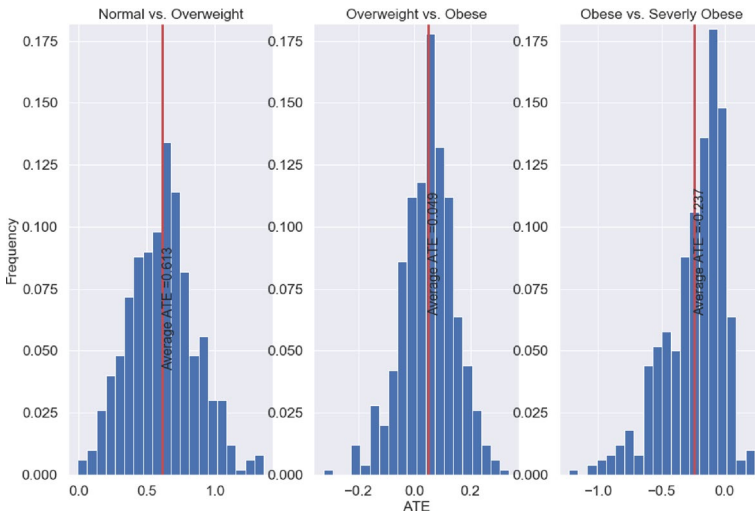 Normal vs. Overweight
Overweight vs. Obese
Obese vs. Severly Obese
0.175
0.150
0.125
0.100
0.075
0.050
0.025
0.000
0.175
0.150
0.125
0.100
0.075
0.050
0.025
0.000
0.175
0.150
0.125
0.100
0.075
0.050
0.025
0.000
Frequency
Average ATE =0.613
Average ATE =0.049
Average ATE =-0.237
0.0 0.5 1.0
−0.2 0.0 0.2
−1.0 −0.5 0.0
ATE